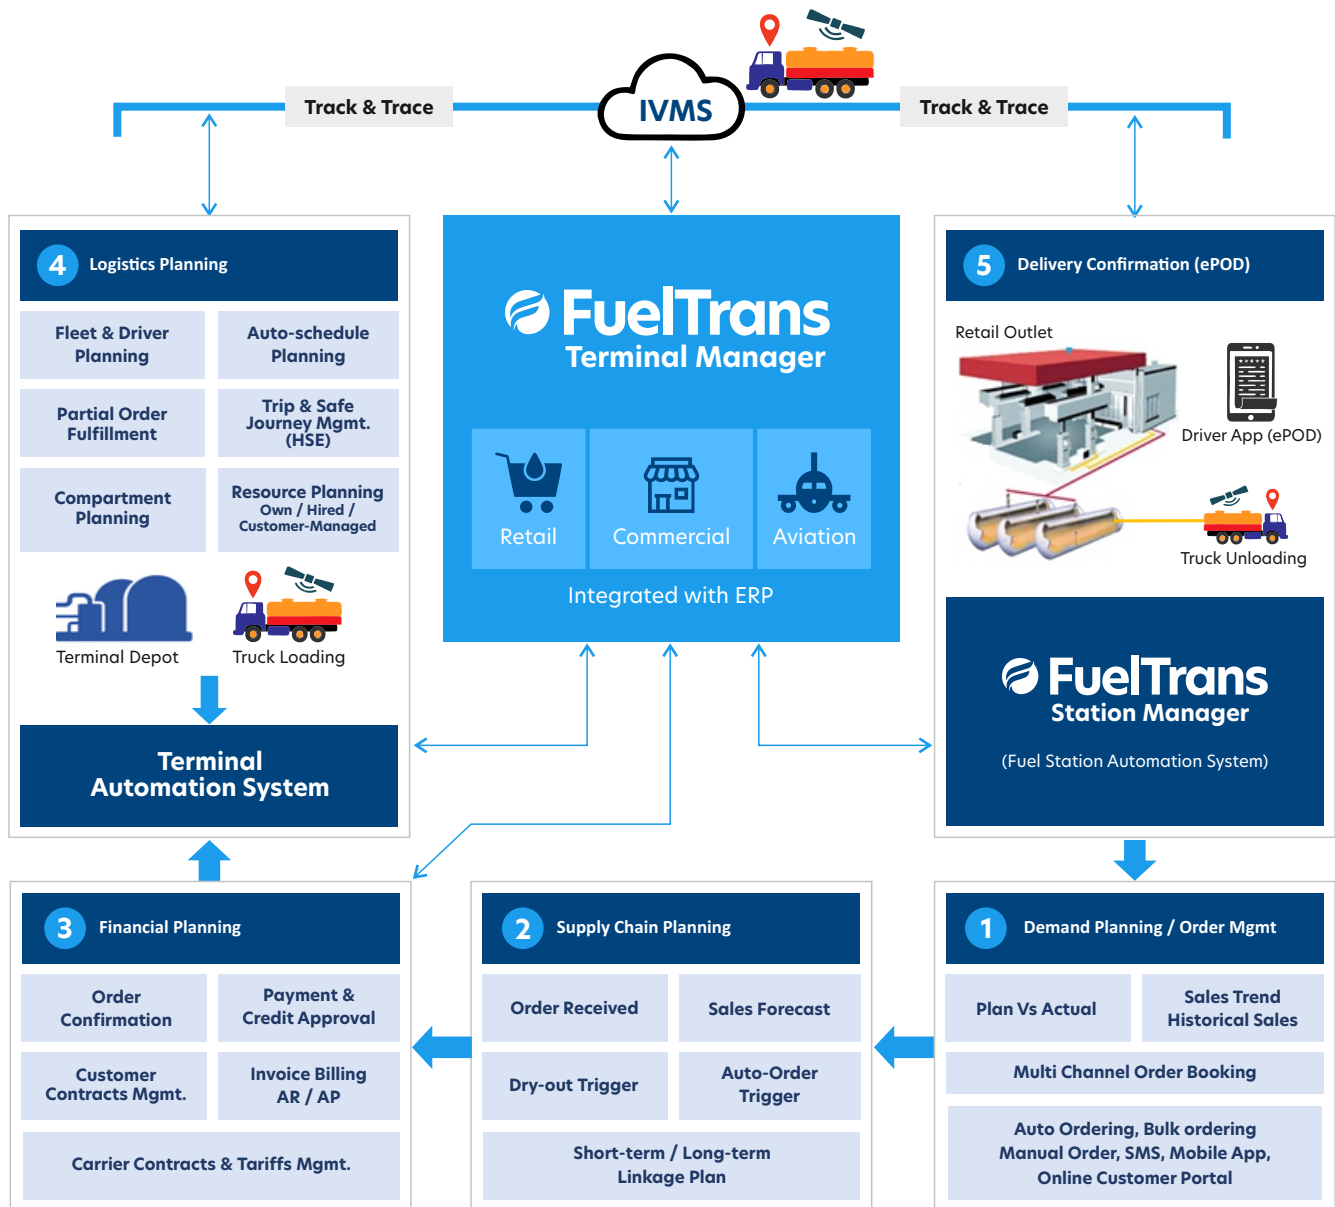 IVMS
Track & Trace
Track & Trace
4 Logistics Planning
Fleet & Driver
Planning
Auto-schedule
Planning
Partial Order
Fulfillment
Trip & Safe
Journey Mgmt.
(HSE)
Compartment
Planning
Resource Planning
Own / Hired /
Customer-Managed
Terminal Depot
Truck Loading
Terminal
Automation System
FuelTrans
Terminal Manager
Retail
Commercial
Aviation
Integrated with ERP
5 Delivery Confirmation (ePOD)
Retail Outlet
Driver App (ePOD)
Truck Unloading
FuelTrans
Station Manager
(Fuel Station Automation System)
3 Financial Planning
Order
Confirmation
Payment &
Credit Approval
Customer
Contracts Mgmt.
Invoice Billing
AR / AP
Carrier Contracts & Tariffs Mgmt.
2 Supply Chain Planning
Order Received
Sales Forecast
Dry-out Trigger
Auto-Order
Trigger
Short-term / Long-term
Linkage Plan
1 Demand Planning / Order Mgmt
Plan Vs Actual
Sales Trend
Historical Sales
Multi Channel Order Booking
Auto Ordering, Bulk ordering
Manual Order, SMS, Mobile App,
Online Customer Portal